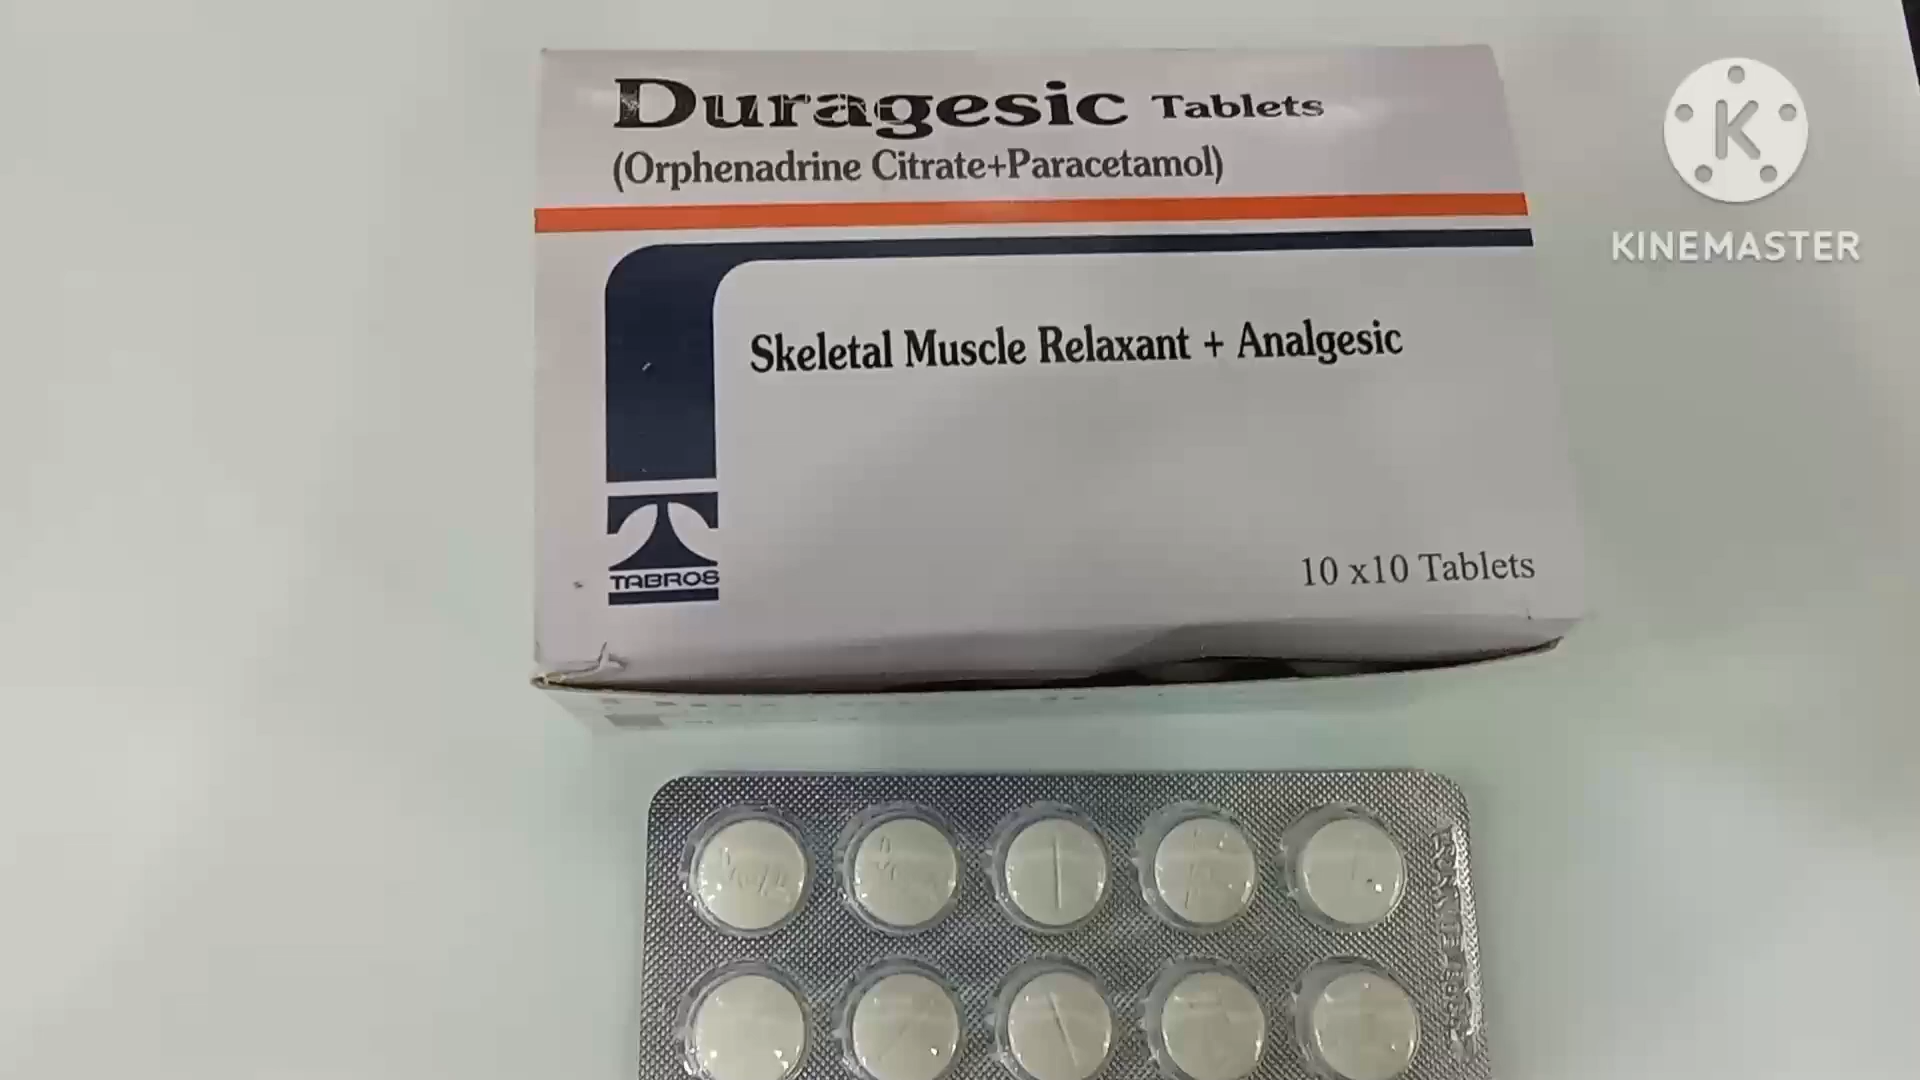 Duragesic Tablets
(Orphenadrine Citrate+Paracetamol)
Skeletal Muscle Relaxant + Analgesic
TABROS
10 x10 Tablets
KINEMASTER